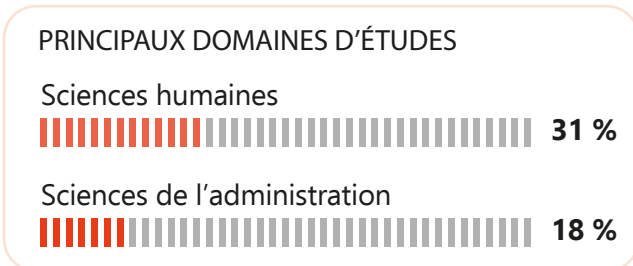 PRINCIPAUX DOMAINES D’ÉTUDES
Sciences humaines
31 %
Sciences de l’administration
18 %